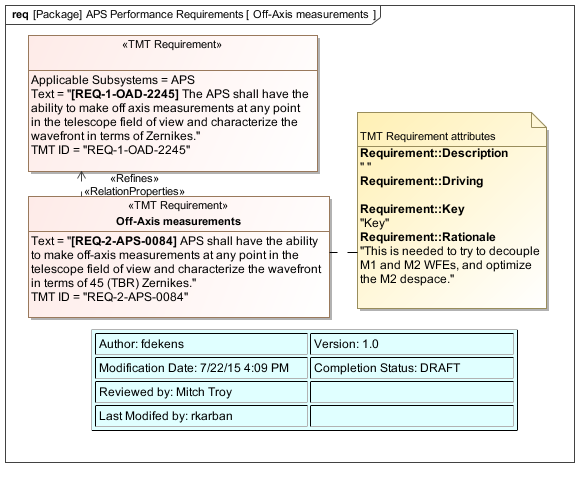 req [Package] APS Performance Requirements [ Off-Axis measurements ]
«TMT Requirement»
Applicable Subsystems = APS
Text = "[REQ-1-OAD-2245] The APS shall have the
ability to make off axis measurements at any point
in the telescope field of view and characterize the
wavefront in terms of Zernikes."
TMT ID = "REQ-1-OAD-2245"
«Refines»
«RelationProperties»
«TMT Requirement»
Off-Axis measurements
Text = "[REQ-2-APS-0084] APS shall have the ability
to make off-axis measurements at any point in the
telescope field of view and characterize the wavefront
in terms of 45 (TBR) Zernikes."
TMT ID = "REQ-2-APS-0084"
TMT Requirement attributes
Requirement::Description
" "
Requirement::Driving
Requirement::Key
"Key"
Requirement::Rationale
"This is needed to try to decouple
M1 and M2 WFEs, and optimize
the M2 despace."
Author: fdekens
Version: 1.0
Modification Date: 7/22/15 4:09 PM
Completion Status: DRAFT
Reviewed by: Mitch Troy
Last Modifed by: rkarban